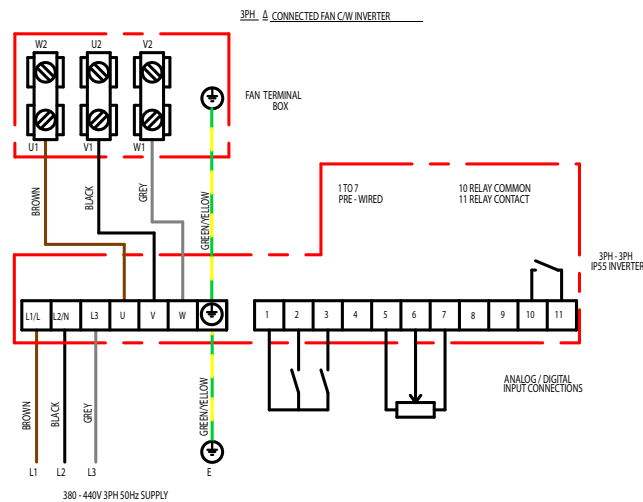 3PH Δ CONNECTED FAN C/W INVERTER
W2 U2 V2
FAN TERMINAL
BOX
U1 V1 W1
BROWN
BLACK
GREY
GREEN/YELLOW
1 TO 7
PRE - WIRED
10 RELAY COMMON
11 RELAY CONTACT
3PH - 3PH
IP55 INVERTER
L1/L L2/N L3 U V W
1 2 3 4 5 6 7 8 9 10 11
ANALOG / DIGITAL
INPUT CONNECTIONS
BROWN
BLACK
GREY
GREEN/YELLOW
L1 L2 L3 E
380 - 440V 3PH 50Hz SUPPLY